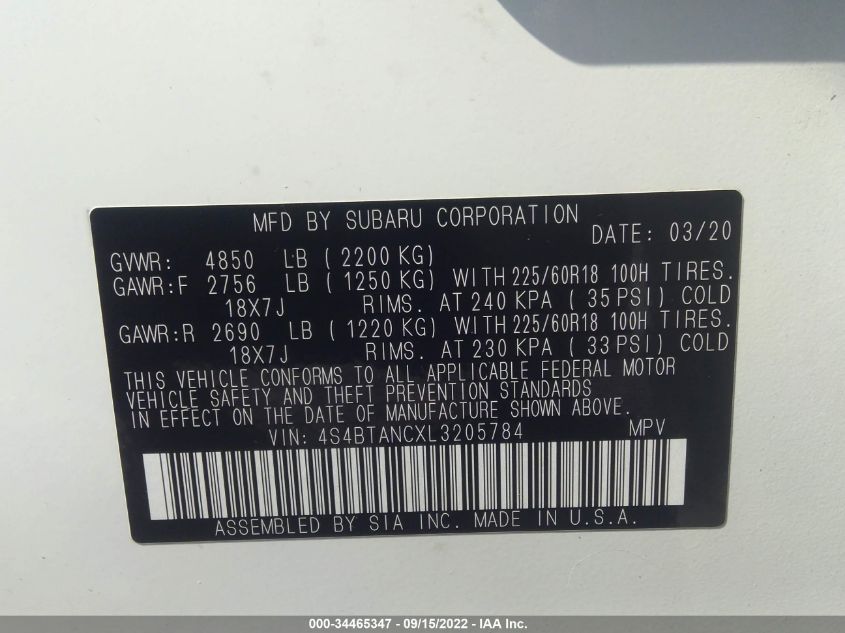 MFD BY SUBARU CORPORATION
DATE: 03/20
GVWR: 4850 LB ( 2200 KG)
GAWR:F 2756 LB ( 1250 KG) WITH 225/60R18 100H TIRES.
18X7J RIMS. AT 240 KPA ( 35 PSI) COLD
GAWR:R 2690 LB ( 1220 KG) WITH 225/60R18 100H TIRES.
18X7J RIMS. AT 230 KPA ( 33 PSI) COLD
THIS VEHICLE CONFORMS TO ALL APPLICABLE FEDERAL MOTOR
VEHICLE SAFETY AND THEFT PREVENTION STANDARDS
IN EFFECT ON THE DATE OF MANUFACTURE SHOWN ABOVE.
VIN: 4S4BTANCXL3205784 MPV
ASSEMBLED BY SIA INC. MADE IN U.S.A.
000-34465347 - 09/15/2022 - IAA Inc.